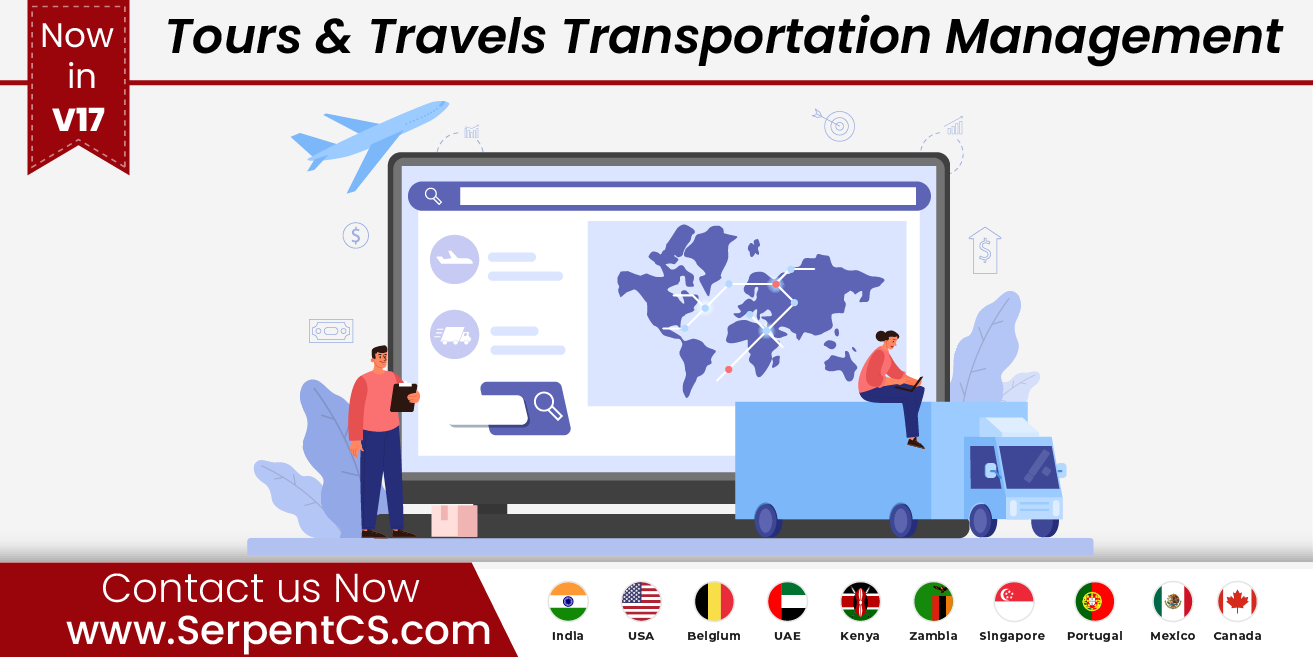 Now
in
V17
Tours & Travels Transportation Management
$
$
Contact us Now
www.SerpentCS.com
India
USA
Belgium
UAE
Kenya
Zambia
Singapore
Portugal
Mexico
Canada